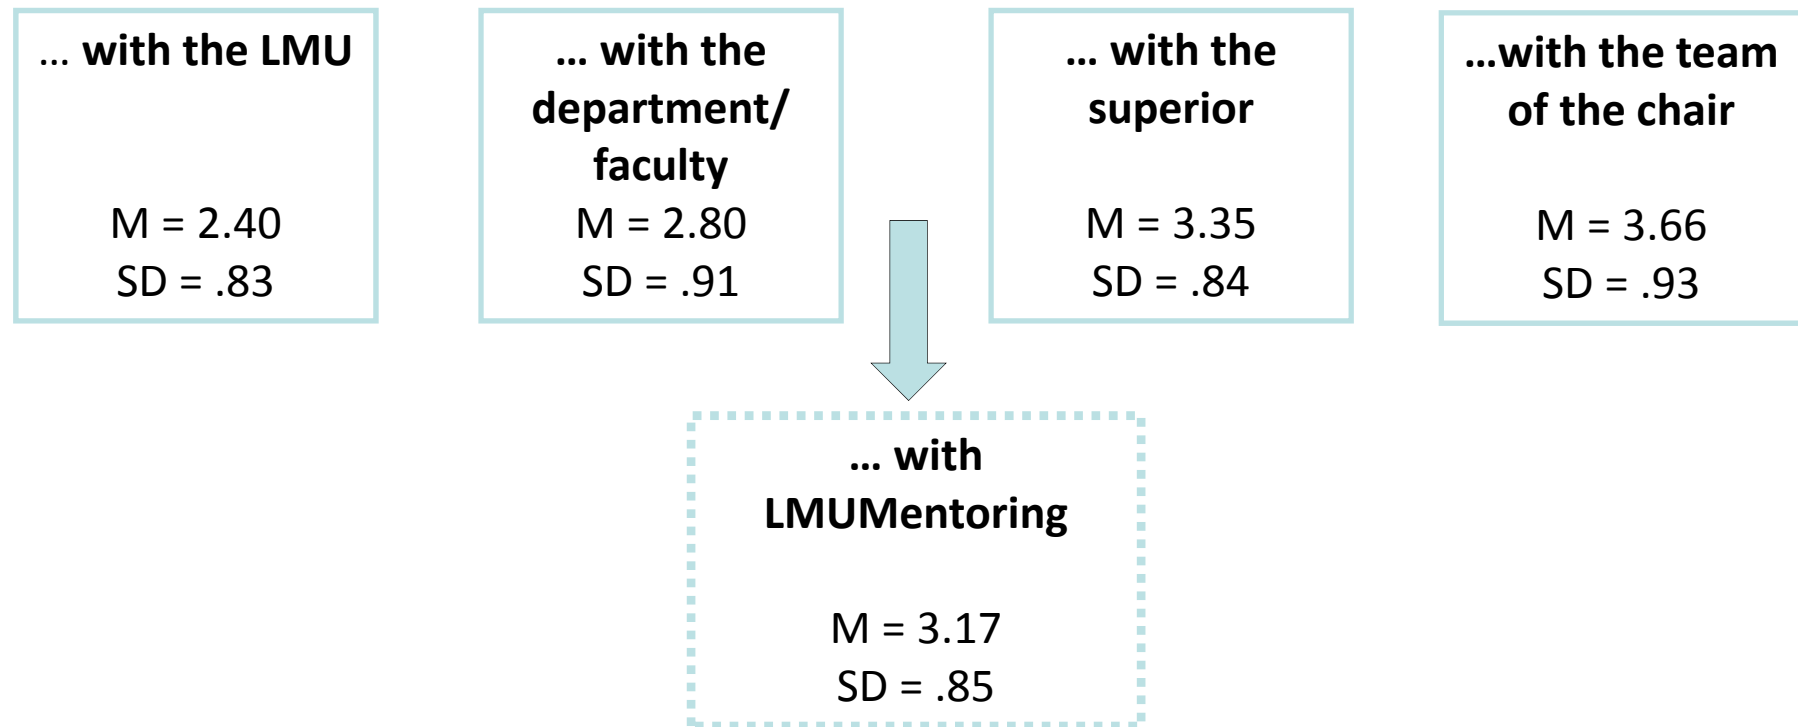 ... with the LMU
M = 2.40
SD = .83
... with the
department/
faculty
M = 2.80
SD = .91
... with the
superior
M = 3.35
SD = .84
...with the team
of the chair
M = 3.66
SD = .93
... with
LMUMentoring
M = 3.17
SD = .85